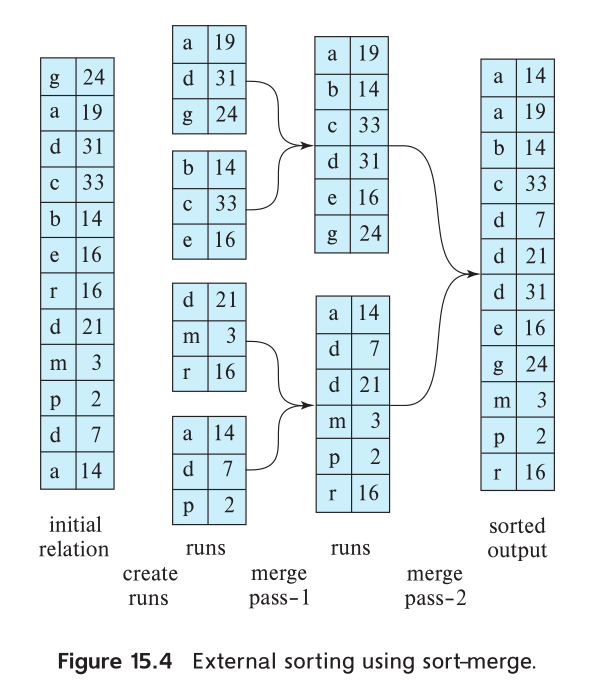 g 24
a 19
d 31
c 33
b 14
e 16
r 16
d 21
m 3
p 2
d 7
a 14
initial
relation
a 19
d 31
g 24
b 14
c 33
e 16
d 21
m 3
r 16
a 14
d 7
p 2
runs
create
runs
a 19
b 14
c 33
d 31
e 16
g 24
a 14
d 7
d 21
m 3
p 2
r 16
runs
merge
pass–1
a 14
a 19
b 14
c 33
d 7
d 21
d 31
e 16
g 24
m 3
p 2
r 16
sorted
output
merge
pass–2
Figure 15.4 External sorting using sort–merge.